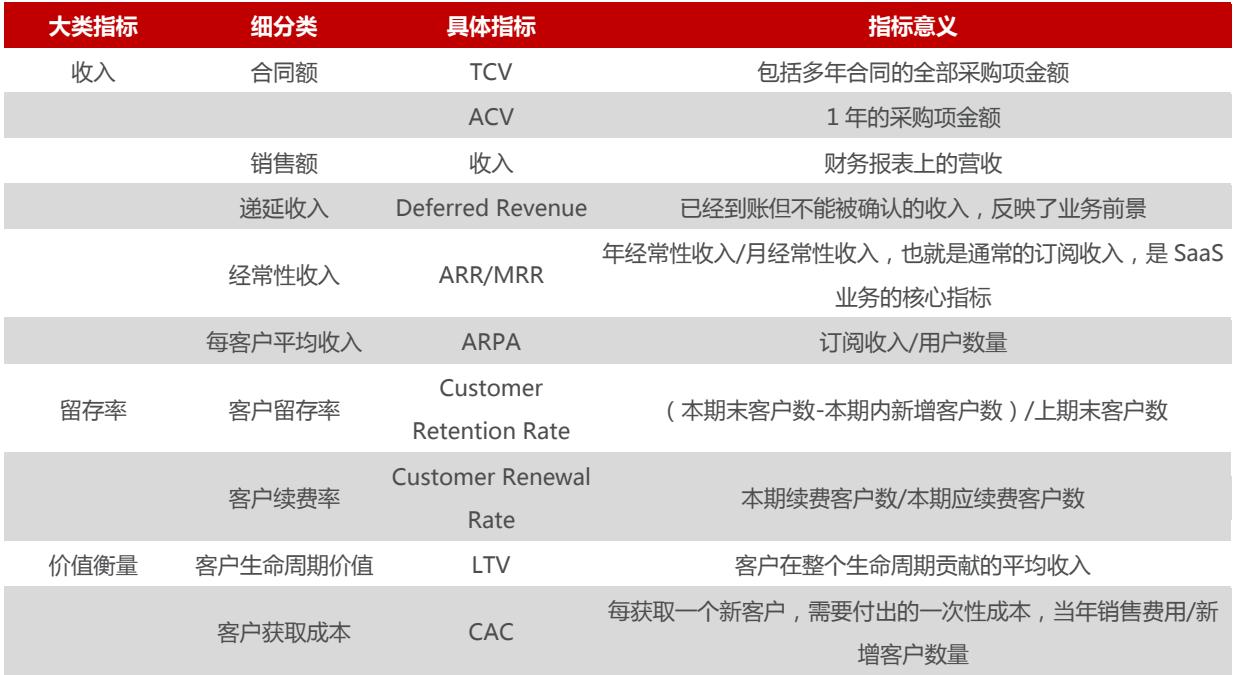 大类指标 细分类 具体指标 指标意义
收入 合同额 TCV 包括多年合同的全部采购项金额
ACV 1 年的采购项金额
销售额 收入 财务报表上的营收
递延收入 Deferred Revenue 已经到账但不能被确认的收入，反映了业务前景
经常性收入 ARR/MRR 年经常性收入/月经常性收入，也就是通常的订阅收入，是 SaaS
业务的核心指标
每客户平均收入 ARPA 订阅收入/用户数量
留存率 客户留存率 Customer
Retention Rate （本期末客户数-本期内新增客户数）/上期末客户数
客户续费率 Customer Renewal
Rate 本期续费客户数/本期应续费客户数
价值衡量 客户生命周期价值 LTV 客户在整个生命周期贡献的平均收入
客户获取成本 CAC 每获取一个新客户，需要付出的一次性成本，当年销售费用/新
增客户数量